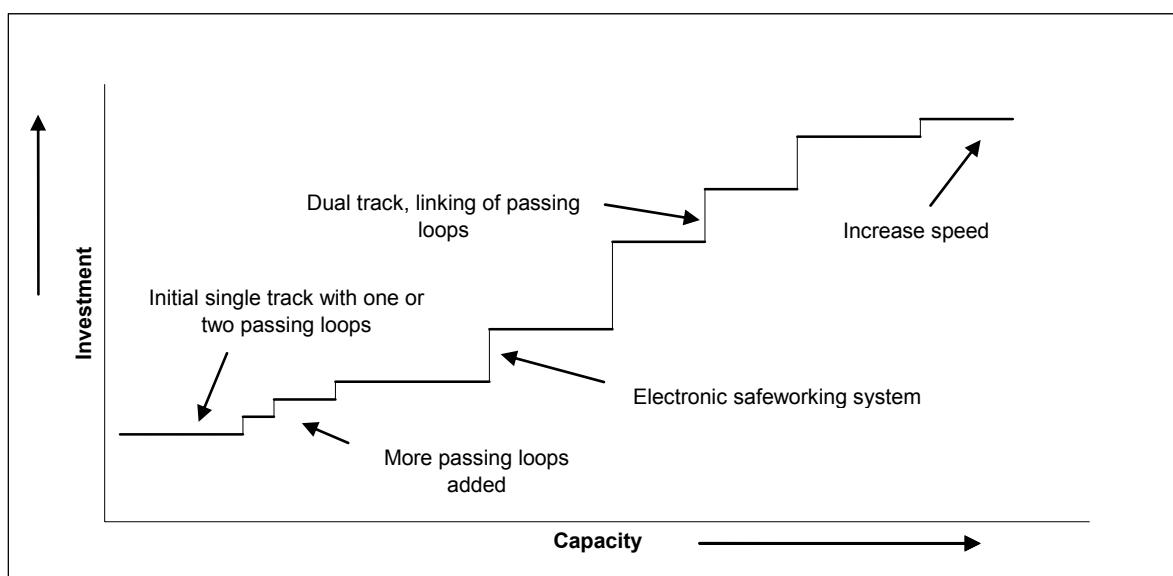 Dual track, linking of passing
loops
Increase speed
Investment
Initial single track with one or
two passing loops
Electronic safeworking system
More passing loops
added
Capacity